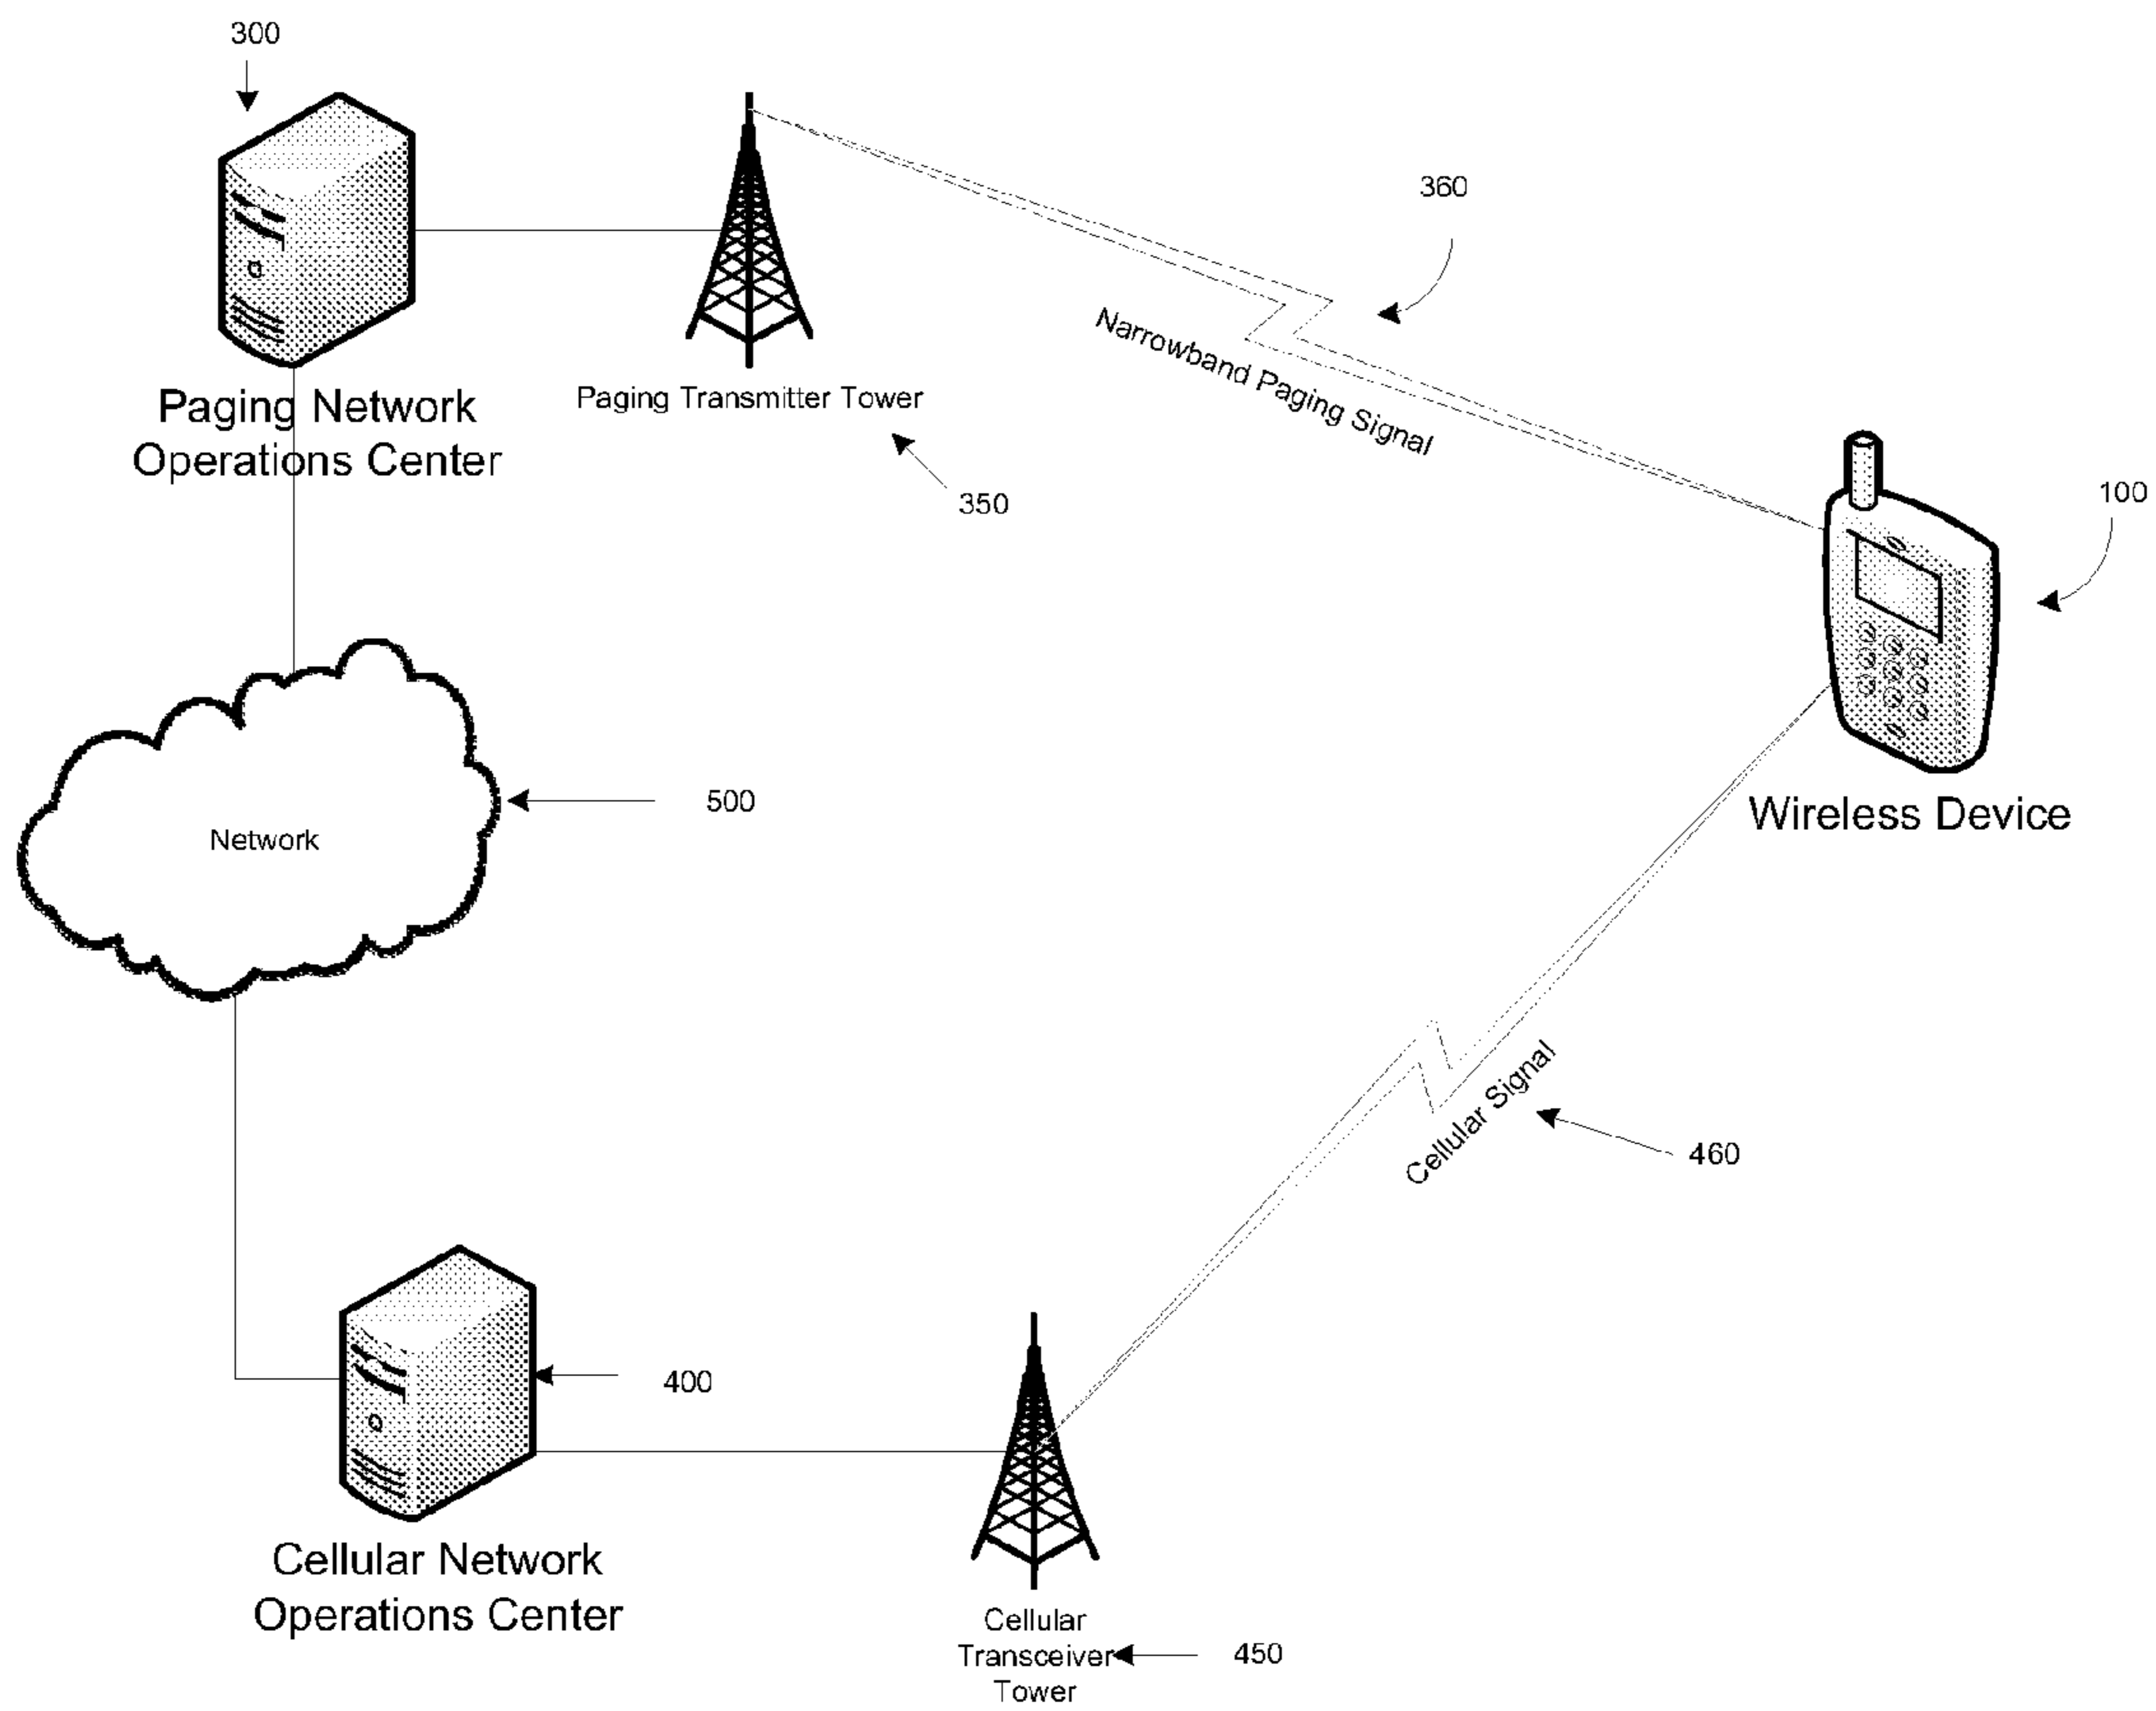 300
360
Paging Network
Operations Center
Paging Transmitter Tower
350
Narrowband Paging Signal
100
Wireless Device
500
Network
Cellular Signal
460
400
Cellular Network
Operations Center
Cellular
Transceiver
Tower
450